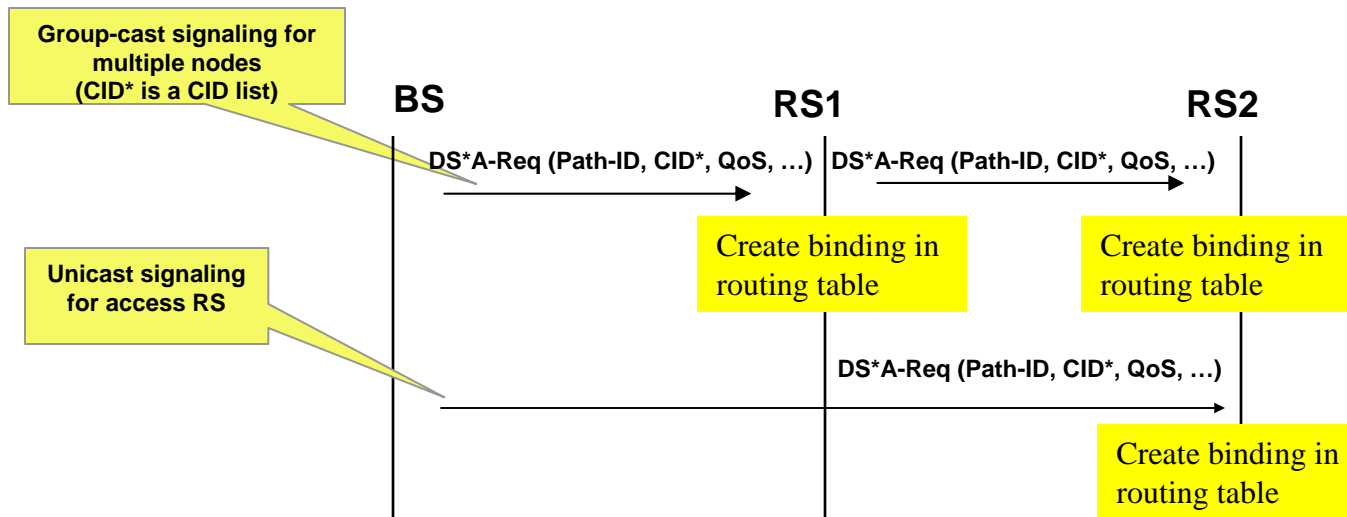 Group-cast signaling for
multiple nodes
(CID* is a CID list)
BS
RS1
RS2
DS*A-Req (Path-ID, CID*, QoS, …)
DS*A-Req (Path-ID, CID*, QoS, …)
Create binding in
routing table
Create binding in
routing table
Unicast signaling
for access RS
DS*A-Req (Path-ID, CID*, QoS, …)
Create binding in
routing table